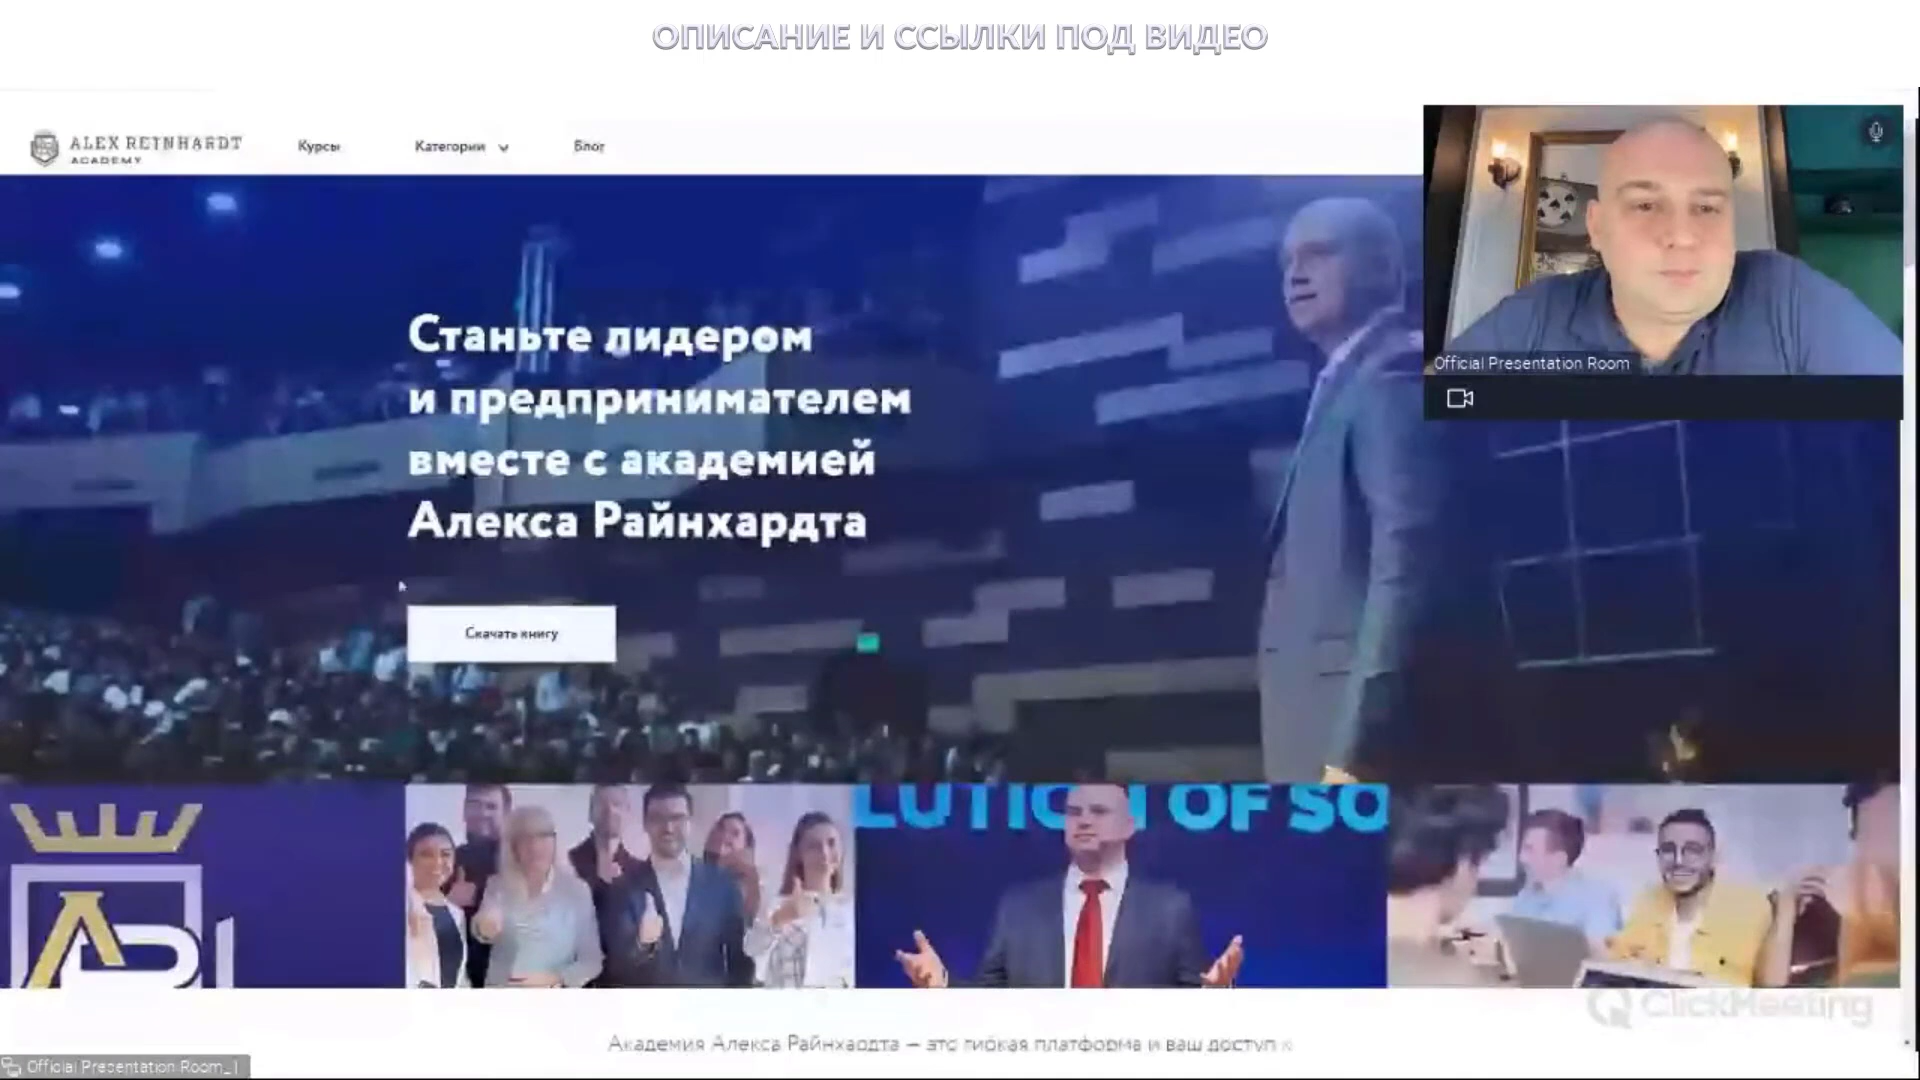 ОПИСАНИЕ И ССЫЛКИ ПОД ВИДЕО
ALEX REINHARDT
ACADEMY
Курсы
Категории
Блог
Official Presentation Room
Станьте лидером
и предпринимателем
вместе с академией
Алекса Райнхардта
Скачать книгу
LUTION OF SO
ClickMeeting
Академия Алекса Райнхардта – это гибкая платформа и ваш доступ к
Official Presentation Room_1